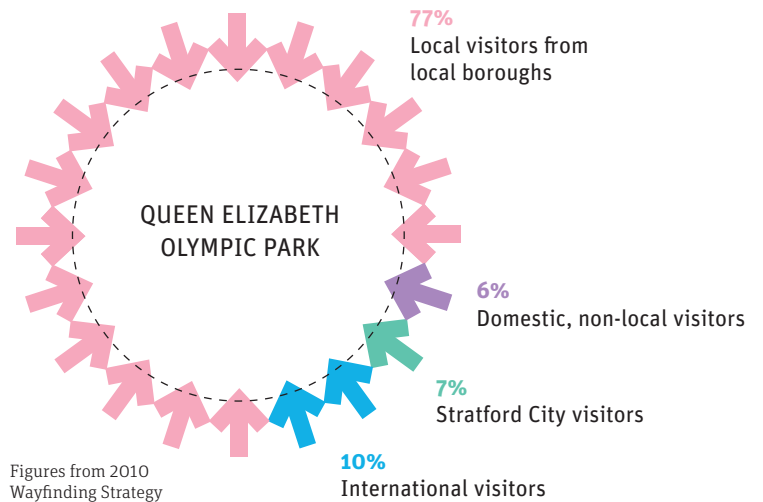 77%
Local visitors from
local boroughs
QUEEN ELIZABETH
OLYMPIC PARK
6%
Domestic, non-local visitors
7%
Stratford City visitors
10%
International visitors
Figures from 2010
Wayfinding Strategy